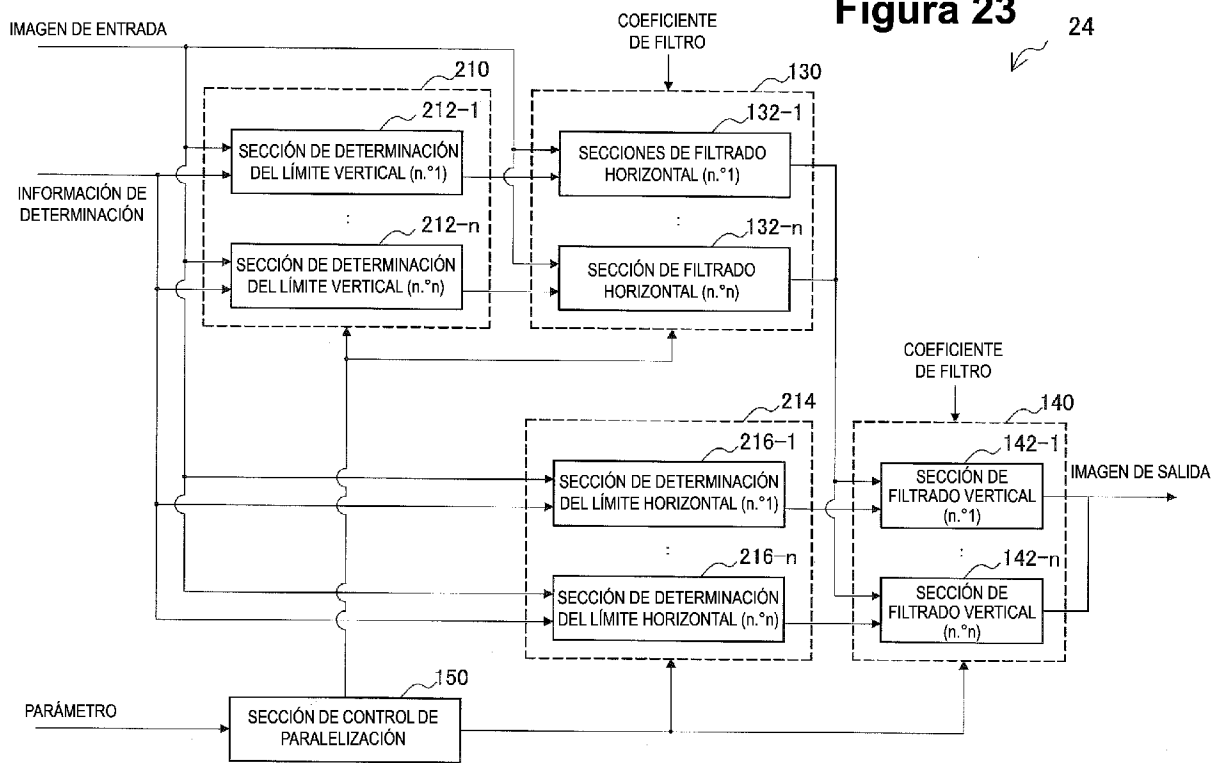 Figura 23
24
IMAGEN DE ENTRADA
COEFICIENTE
DE FILTRO
210
130
212-1
132-1
SECCIÓN DE DETERMINACIÓN
DEL LÍMITE VERTICAL (n.°1)
SECCIONES DE FILTRADO
HORIZONTAL (n.°1)
INFORMACIÓN DE
DETERMINACIÓN
:
:
212-n
132-n
SECCIÓN DE DETERMINACIÓN
DEL LÍMITE VERTICAL (n.°n)
SECCIÓN DE FILTRADO
HORIZONTAL (n.°n)
COEFICIENTE
DE FILTRO
214
140
216-1
142-1
SECCIÓN DE DETERMINACIÓN
DEL LÍMITE HORIZONTAL (n.°1)
SECCIÓN DE
FILTRADO VERTICAL
(n.°1)
IMAGEN DE SALIDA
:
:
216-n
142-n
SECCIÓN DE DETERMINACIÓN
DEL LÍMITE HORIZONTAL (n.°n)
SECCIÓN DE
FILTRADO VERTICAL
(n.°n)
150
PARÁMETRO
SECCIÓN DE CONTROL DE
PARALELIZACIÓN